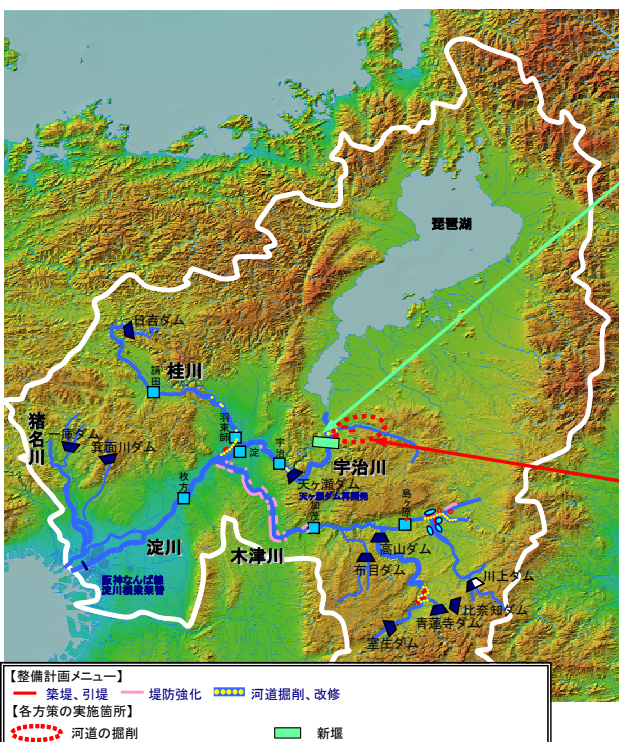 琵琶湖
日吉ダム
請田
桂川
羽束師
猪名川
一庫ダム
箕面川ダム
淀
宇治
宇治川
天ヶ瀬ダム
天ヶ瀬ダム再開発
枚方
加茂
島ヶ原
淀川
木津川
高山ダム
布目ダム
川上ダム
阪神なんば線
淀川橋梁架替
比奈知ダム
青蓮寺ダム
室生ダム
【整備計画メニュー】
築堤、引堤 堤防強化 河道掘削、改修
【各方策の実施箇所】
河道の掘削 新堰